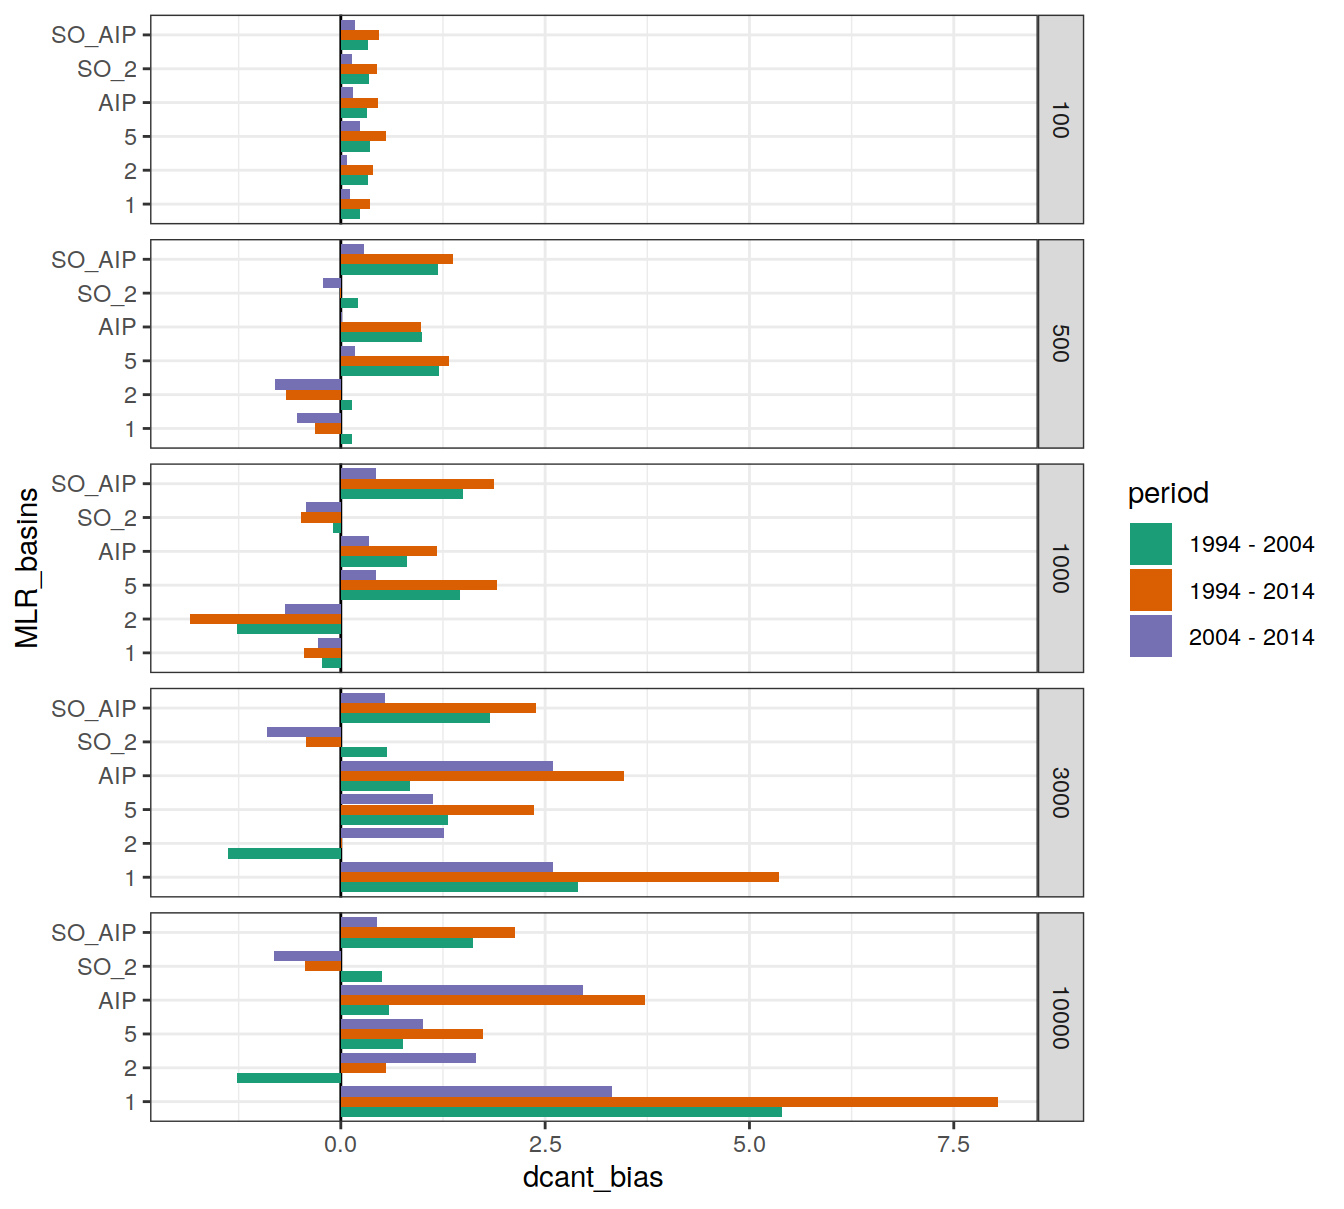 SO_AIP
SO_2
AIP
5
2
1
100
SO_AIP
SO_2
AIP
5
2
1
500
SO_AIP
SO_2
AIP
5
2
1
1000
SO_AIP
SO_2
AIP
5
2
1
3000
SO_AIP
SO_2
AIP
5
2
1
10000
0.0 2.5 5.0 7.5
dcant_bias
MLR_basins
period
1994 - 2004
1994 - 2014
2004 - 2014